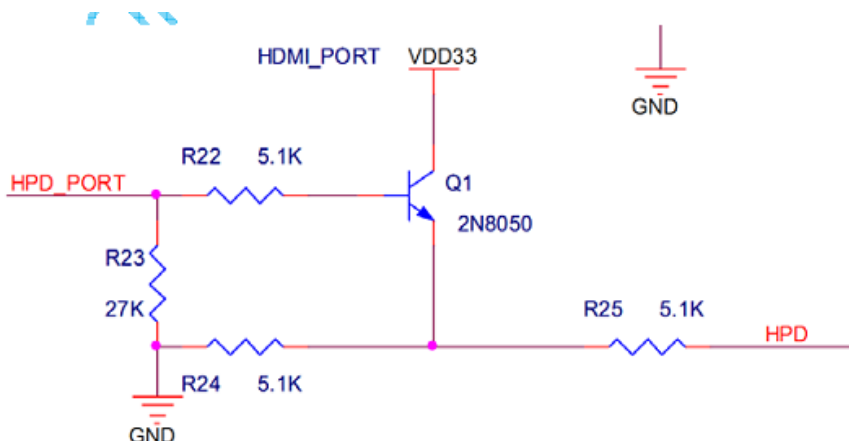 HDMI_PORT VDD33
GND
R22 5.1K
HPD_PORT
Q1
2N8050
R23
27K
R25 5.1K
HPD
R24 5.1K
GND